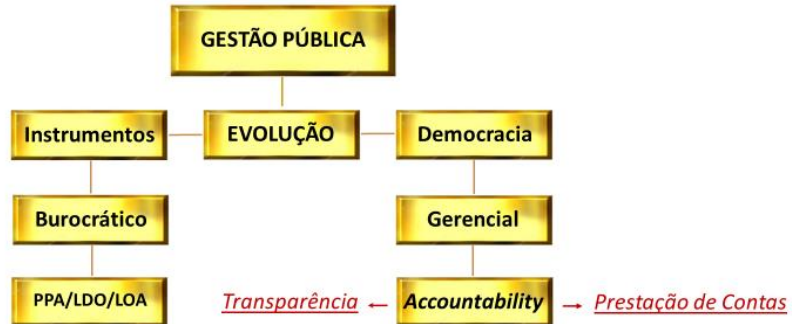 GESTÃO PÚBLICA
Instrumentos EVOLUÇÃO Democracia
Burocrático Gerencial
PPA/LDO/LOA Transparência ← Accountability → Prestação de Contas